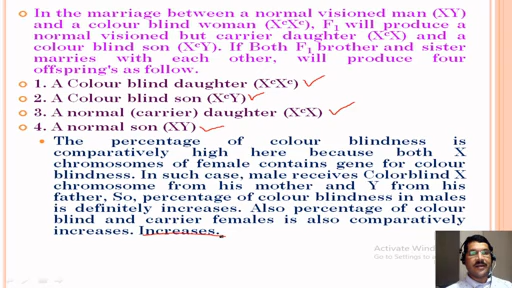 In the marriage between a normal visioned man (XY)
and a colour blind woman (XᶜXᶜ), F₁ will produce a
normal visioned but carrier daughter (XᶜX) and
a colour blind son (XᶜY). If Both F₁ brother and sister
marries with each other, will produce four
offspring's as follow.
1. A Colour blind daughter (XᶜXᶜ)
2. A Colour blind son (XᶜY)
3. A normal (carrier) daughter (XᶜX)
4. A normal son (XY)
The percentage of colour blindness is
comparatively high here because both X
chromosomes of female contains gene for colour
blindness. In such case, male receives Colorblind X
chromosome from his mother and Y from his
father, So, percentage of colour blindness in males
is definitely increases. Also percentage of colour
blind and carrier females is also comparatively
increases. Increases.
Activate Wind
Go to Settings to a